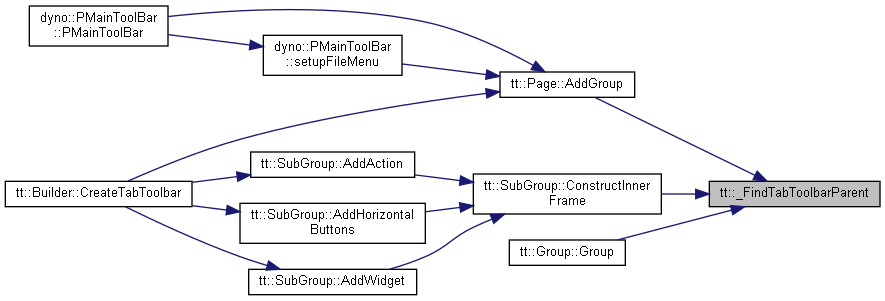 dyno::PMainToolBar
::PMainToolBar
dyno::PMainToolBar
::setupFileMenu
tt::Page::AddGroup
tt::SubGroup::AddAction
tt::Builder::CreateTabToolbar
tt::SubGroup::ConstructInner
Frame
tt::_FindTabToolbarParent
tt::SubGroup::AddHorizontal
Buttons
tt::Group::Group
tt::SubGroup::AddWidget